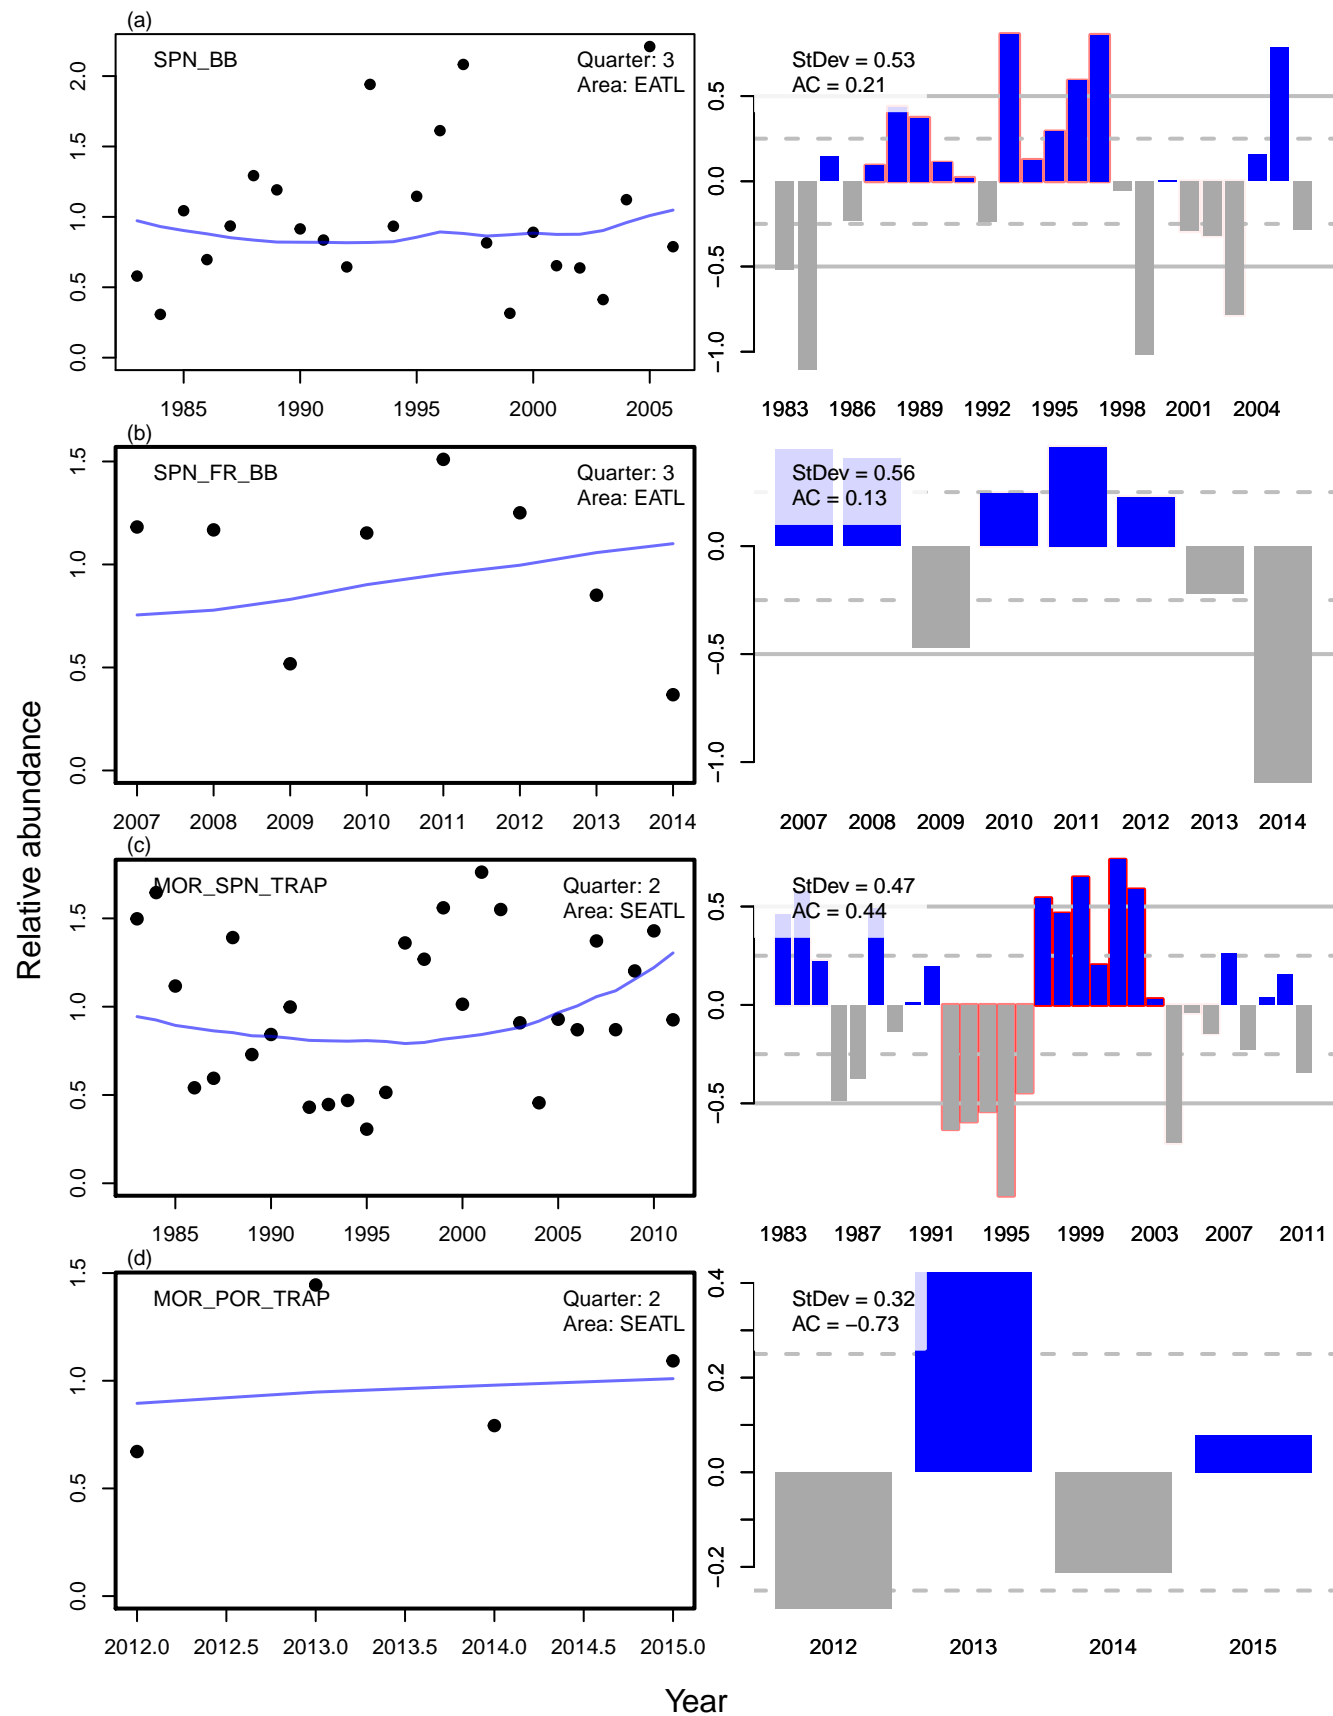 (a)
SPN_BB
Quarter: 3
Area: EATL
0.0 0.5 1.0 1.5 2.0
1985 1990 1995 2000 2005
StDev = 0.53
AC = 0.21
−1.0 −0.5 0.0 0.5
1983 1986 1989 1992 1995 1998 2001 2004
(b)
SPN_FR_BB
Quarter: 3
Area: EATL
0.0 0.5 1.0 1.5
2007 2008 2009 2010 2011 2012 2013 2014
StDev = 0.56
AC = 0.13
−1.0 −0.5 0.0
2007 2008 2009 2010 2011 2012 2013 2014
Relative abundance
(c)
MOR_SPN_TRAP
Quarter: 2
Area: SEATL
0.0 0.5 1.0 1.5
1985 1990 1995 2000 2005 2010
StDev = 0.47
AC = 0.44
−0.5 0.0 0.5
1983 1987 1991 1995 1999 2003 2007 2011
(d)
MOR_POR_TRAP
Quarter: 2
Area: SEATL
0.0 0.5 1.0 1.5
2012.0 2012.5 2013.0 2013.5 2014.0 2014.5 2015.0
StDev = 0.32
AC = −0.73
−0.2 0.0 0.2 0.4
2012 2013 2014 2015
Year